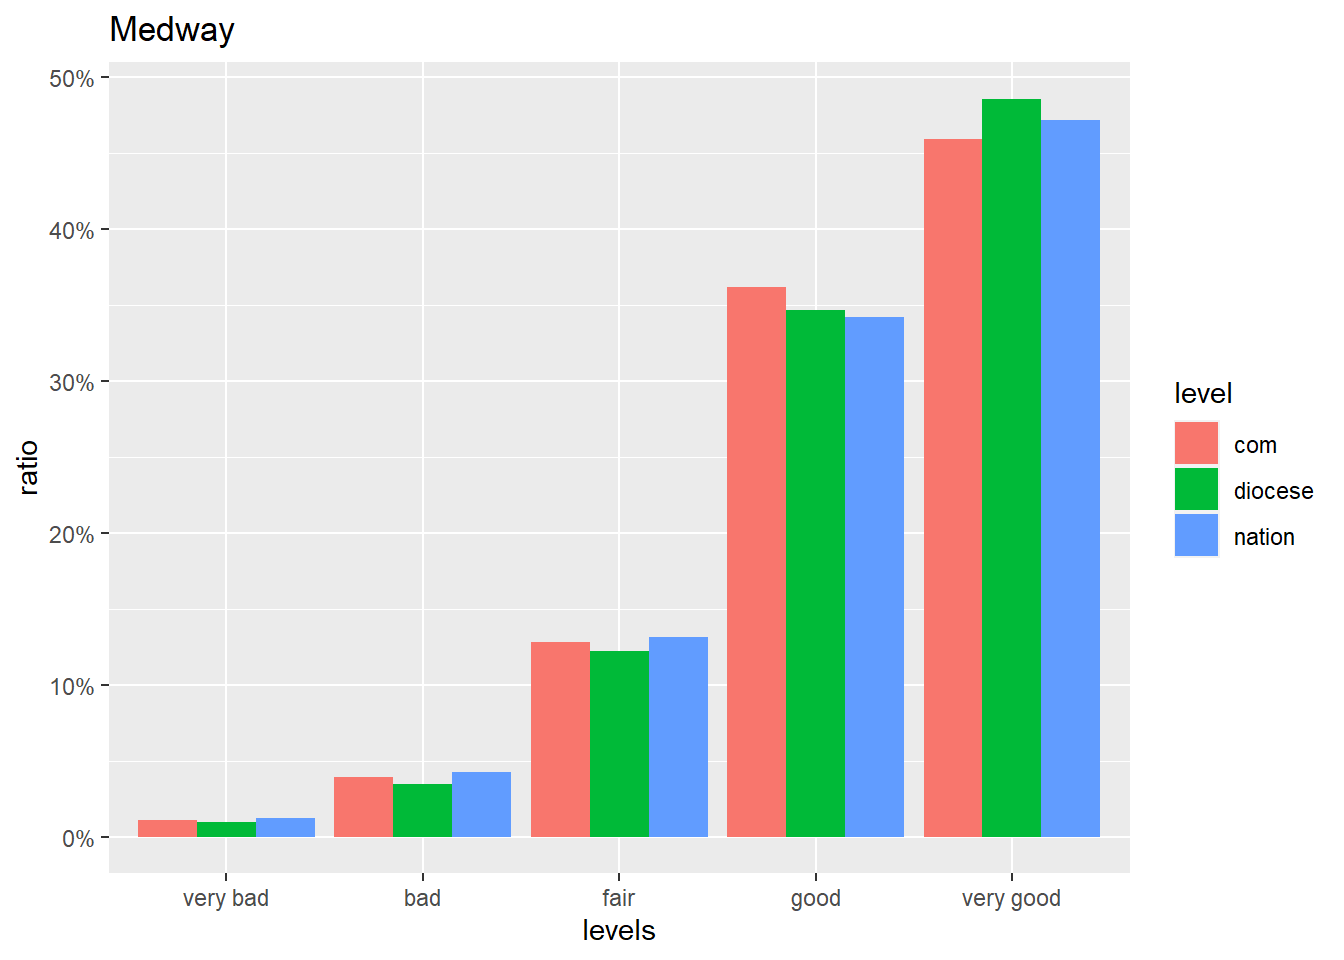 Medway
50%
40%
30%
20%
10%
0%
ratio
very bad
bad
fair
good
very good
levels
level
com
diocese
nation